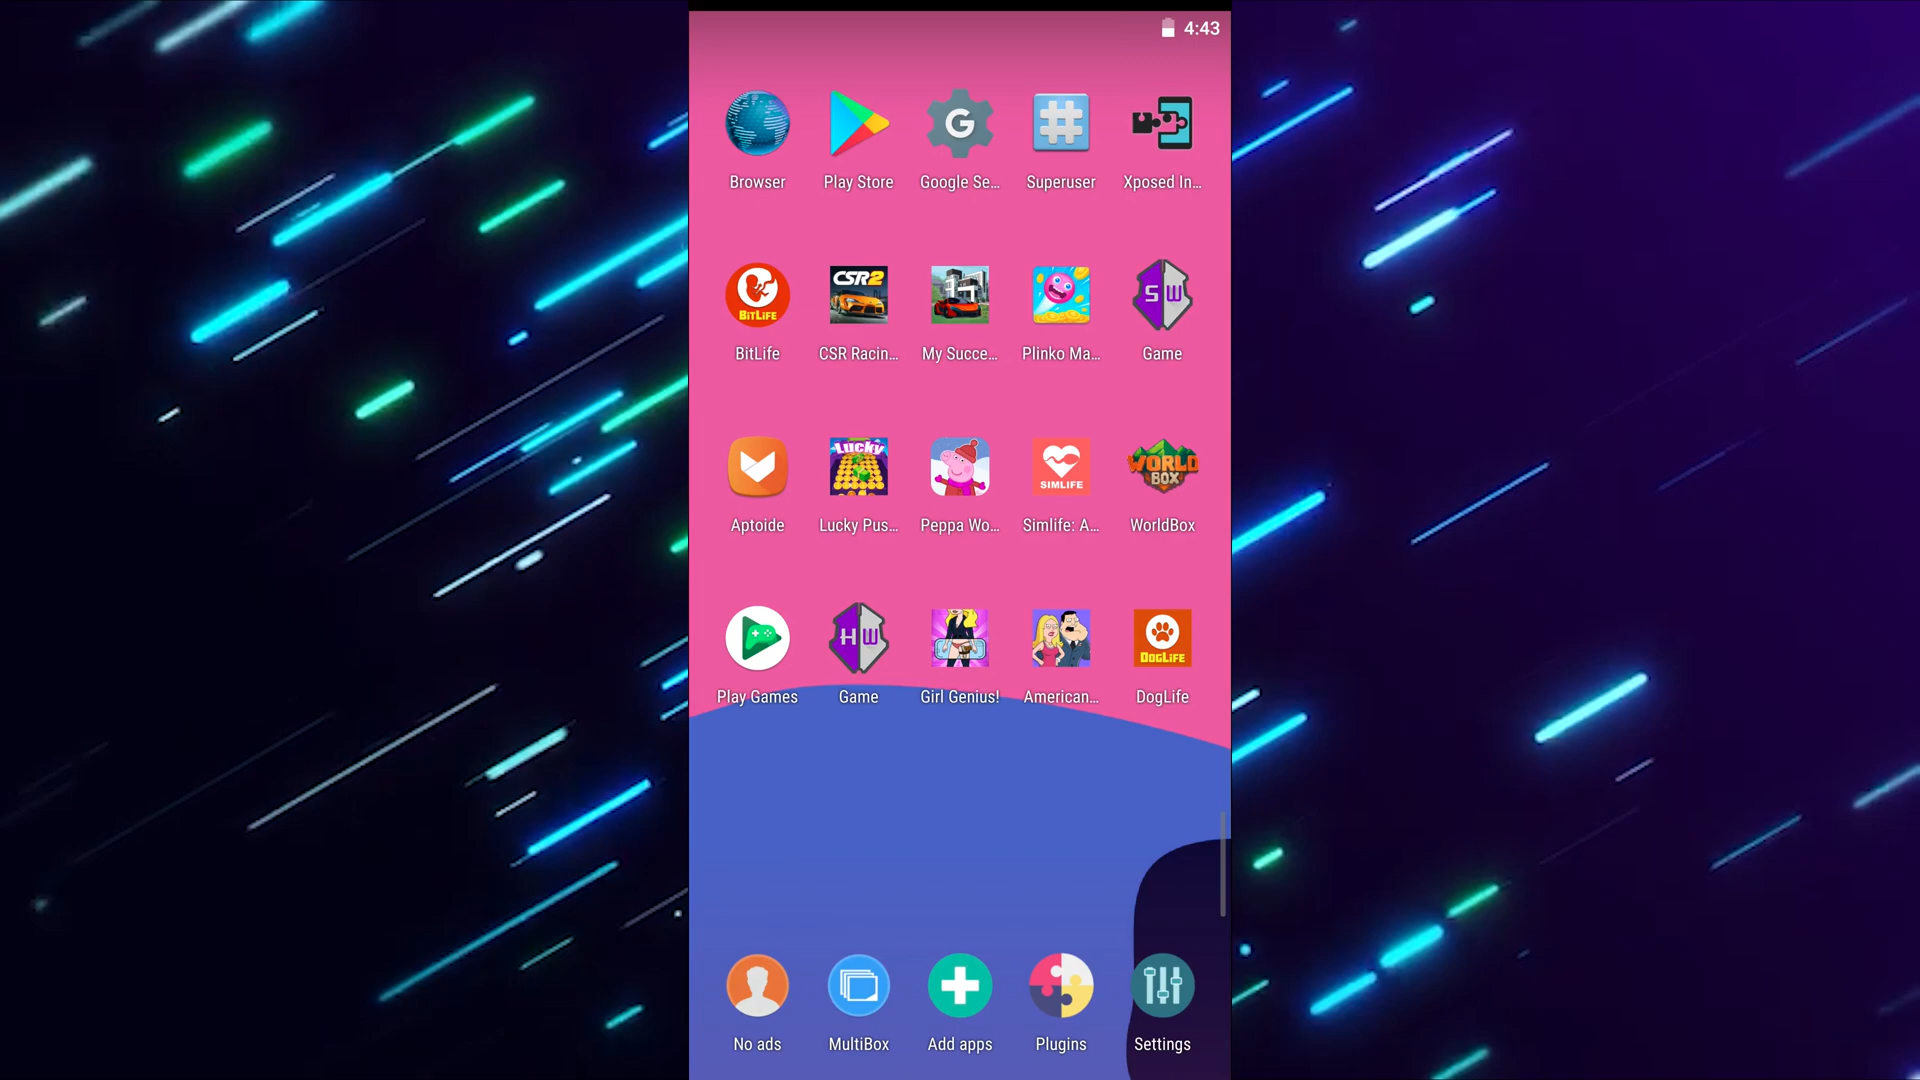 4:43
G
Browser
Play Store
Google Se...
Superuser
Xposed In...
BitLife
CSR2
S W
BitLife
CSR Racin...
My Succe...
Plinko Ma...
Game
Lucky
SIMLIFE
WORLD
BOX
Aptoide
Lucky Pus...
Peppa Wo...
Simlife: A...
WorldBox
H W
DogLife
Play Games
Game
Girl Genius!
American...
DogLife
No ads
MultiBox
Add apps
Plugins
Settings